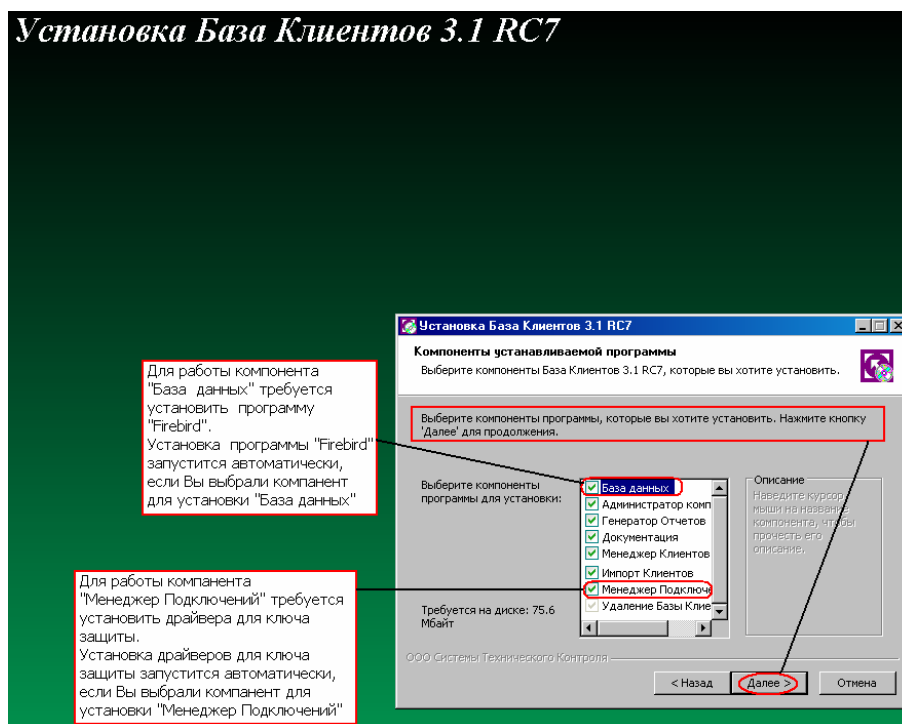 Установка База Клиентов 3.1 RC7
Установка База Клиентов 3.1 RC7
Компоненты устанавливаемой программы
Выберите компоненты База Клиентов 3.1 RC7, которые вы хотите установить.
Для работы компонента
"База данных" требуется
установить программу
"Firebird".
Установка программы "Firebird"
запустится автоматически,
если Вы выбрали компанент
для установки "База данных"
Выберите компоненты программы, которые вы хотите установить. Нажмите кнопку
'Далее' для продолжения.
Выберите компоненты
программы для установки:
База данных
Администратор комп
Генератор Отчетов
Документация
Менеджер Клиентов
Импорт Клиентов
Менеджер Подключе
Удаление Базы Клие
Описание
Наведите курсор
мыши на название
компонента, чтобы
прочесть его
описание.
Для работы компанента
"Менеджер Подключений" требуется
установить драйвера для ключа
защиты.
Установка драйверов для ключа
защиты запустится автоматически,
если Вы выбрали компанент для
установки "Менеджер Подключений"
Требуется на диске: 75.6
Мбайт
ООО Системы Технического Контроля
< Назад
Далее >
Отмена